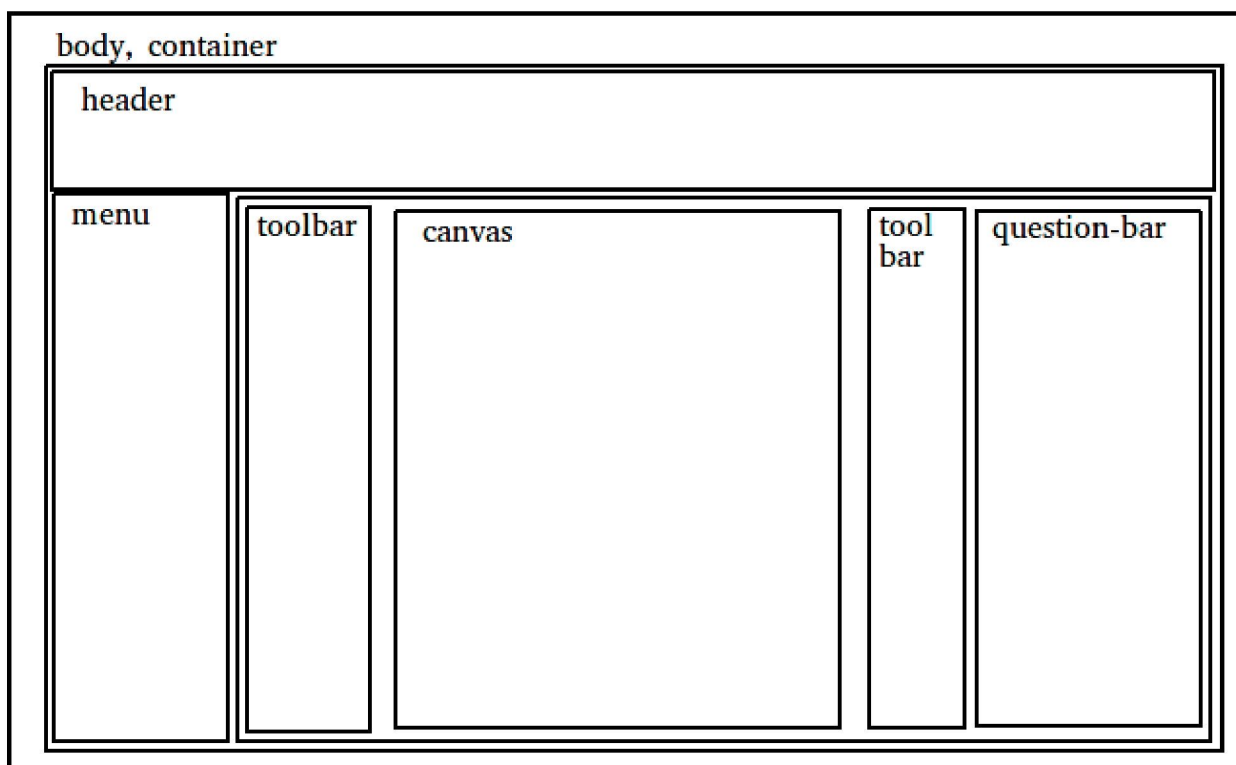 body, container
header
menu
toolbar
canvas
tool
bar
question-bar